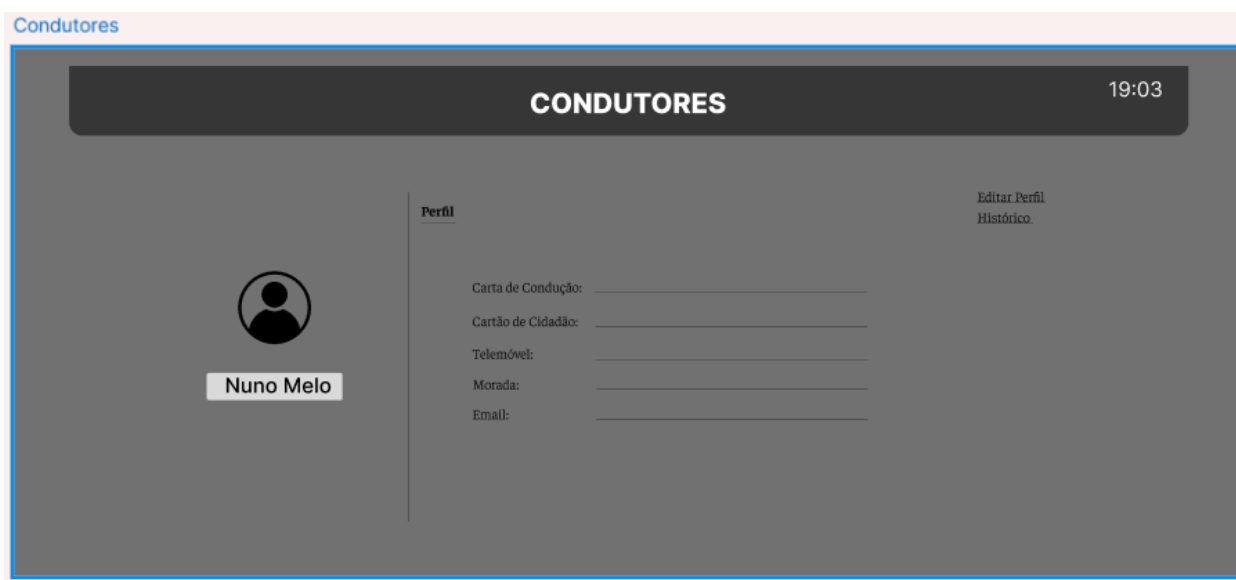 Condutores
CONDUTORES
19:03
Editar Perfil
Histórico
Perfil
Carta de Condução:
Cartão de Cidadão:
Telemóvel:
Morada:
Email:
Nuno Melo